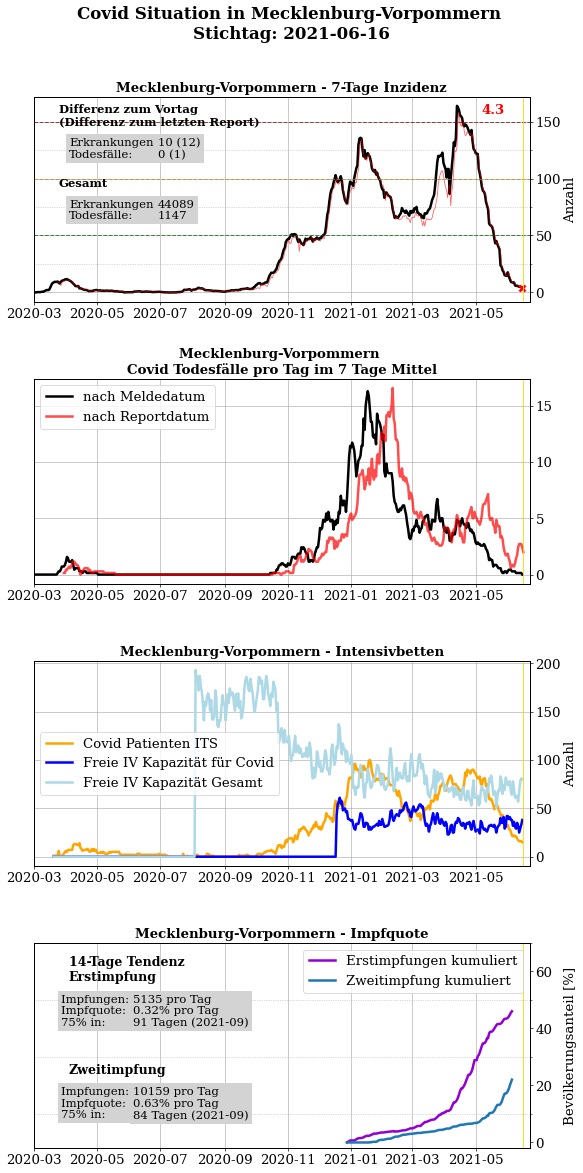 Covid Situation in Mecklenburg-Vorpommern
Stichtag: 2021-06-16
Mecklenburg-Vorpommern - 7-Tage Inzidenz
Differenz zum Vortag
(Differenz zum letzten Report)
4.3
150
Erkrankungen 10 (12)
Todesfälle: 0 (1)
Gesamt
100
Erkrankungen 44089
Todesfälle: 1147
Anzahl
50
0
2020-03 2020-05 2020-07 2020-09 2020-11 2021-01 2021-03 2021-05
Mecklenburg-Vorpommern
Covid Todesfälle pro Tag im 7 Tage Mittel
nach Meldedatum
nach Reportdatum
15
10
5
0
2020-03 2020-05 2020-07 2020-09 2020-11 2021-01 2021-03 2021-05
Mecklenburg-Vorpommern - Intensivbetten
200
150
Covid Patienten ITS
Freie IV Kapazität für Covid
Freie IV Kapazität Gesamt
100
Anzahl
50
0
2020-03 2020-05 2020-07 2020-09 2020-11 2021-01 2021-03 2021-05
Mecklenburg-Vorpommern - Impfquote
14-Tage Tendenz
Erstimpfung
Erstimpfungen kumuliert
Zweitimpfung kumuliert
60
Impfungen: 5135 pro Tag
Impfquote: 0.32% pro Tag
75% in: 91 Tagen (2021-09)
40
Bevölkerungsanteil [%]
Zweitimpfung
Impfungen: 10159 pro Tag
Impfquote: 0.63% pro Tag
75% in: 84 Tagen (2021-09)
20
0
2020-03 2020-05 2020-07 2020-09 2020-11 2021-01 2021-03 2021-05